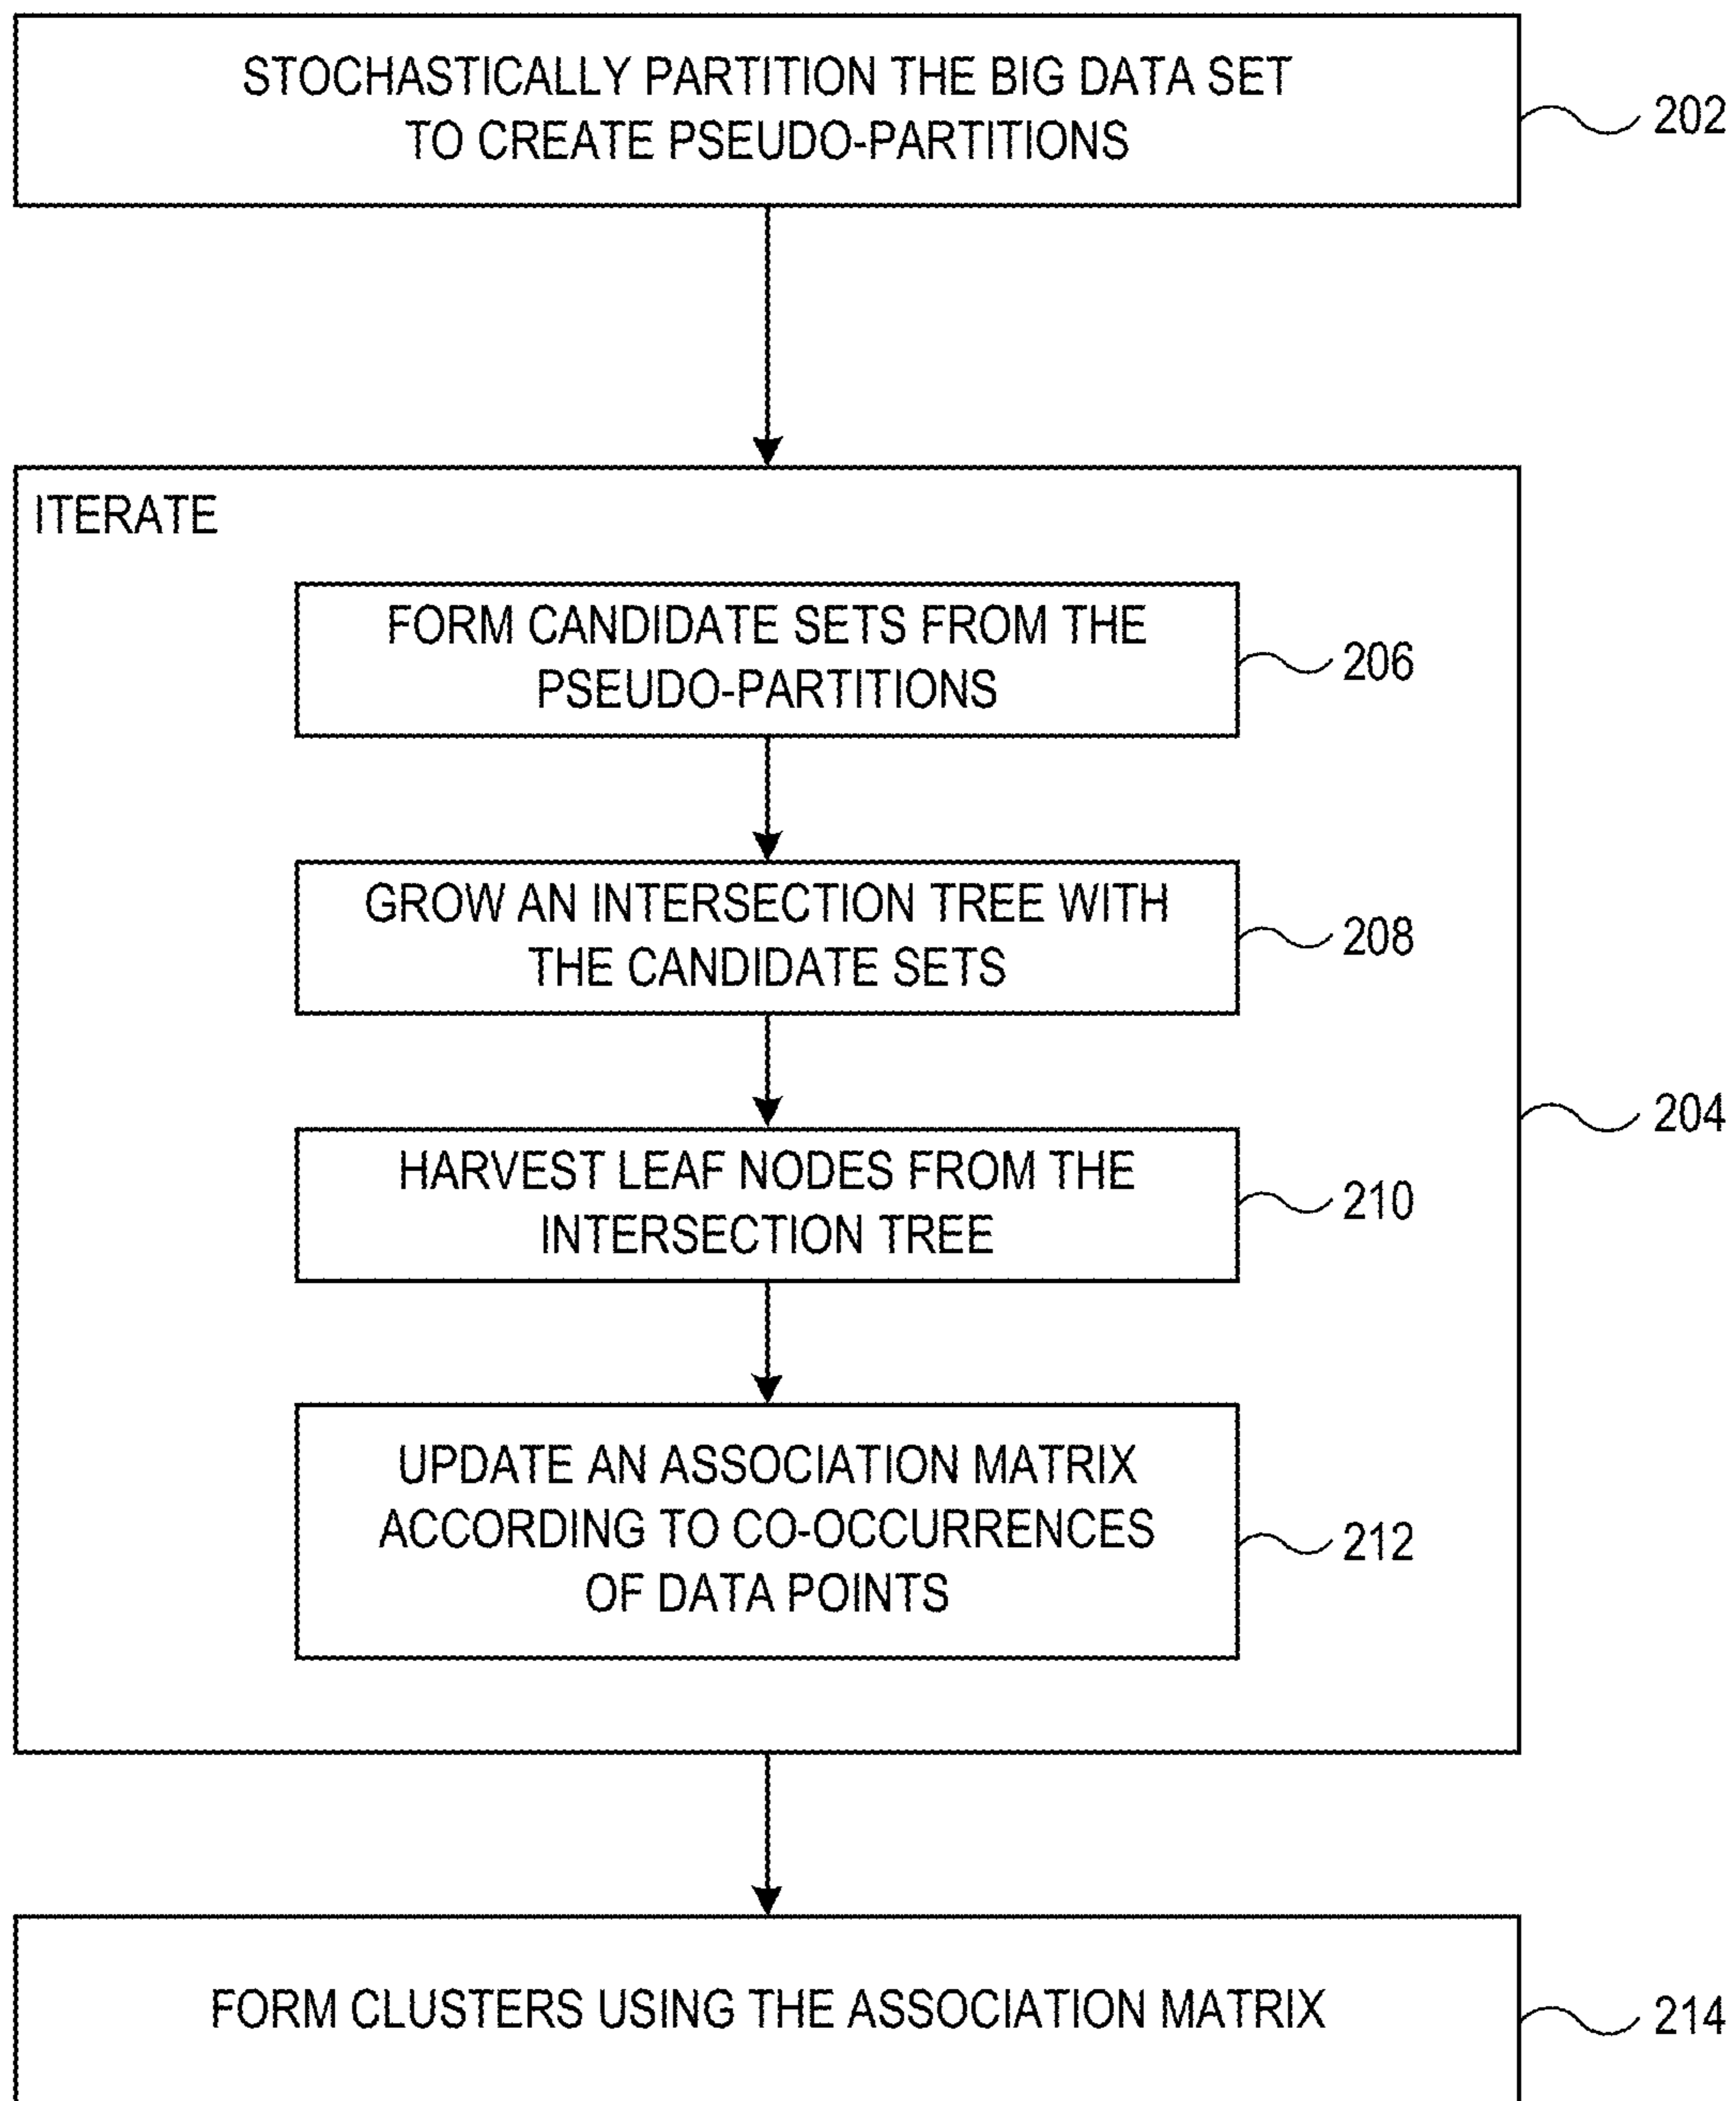 STOCHASTICALLY PARTITION THE BIG DATA SET
TO CREATE PSEUDO-PARTITIONS
202
ITERATE
FORM CANDIDATE SETS FROM THE
PSEUDO-PARTITIONS
206
GROW AN INTERSECTION TREE WITH
THE CANDIDATE SETS
208
204
HARVEST LEAF NODES FROM THE
INTERSECTION TREE
210
UPDATE AN ASSOCIATION MATRIX
ACCORDING TO CO-OCCURRENCES
OF DATA POINTS
212
FORM CLUSTERS USING THE ASSOCIATION MATRIX
214